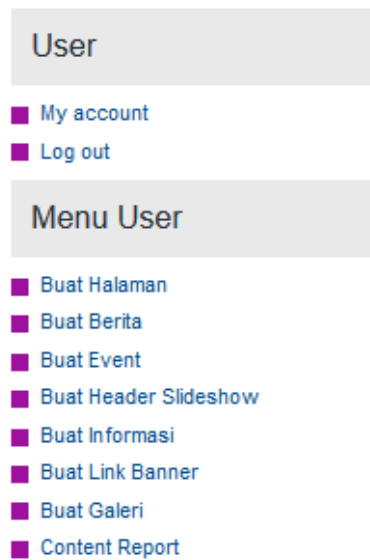 User
My account
Log out
Menu User
Buat Halaman
Buat Berita
Buat Event
Buat Header Slideshow
Buat Informasi
Buat Link Banner
Buat Galeri
Content Report